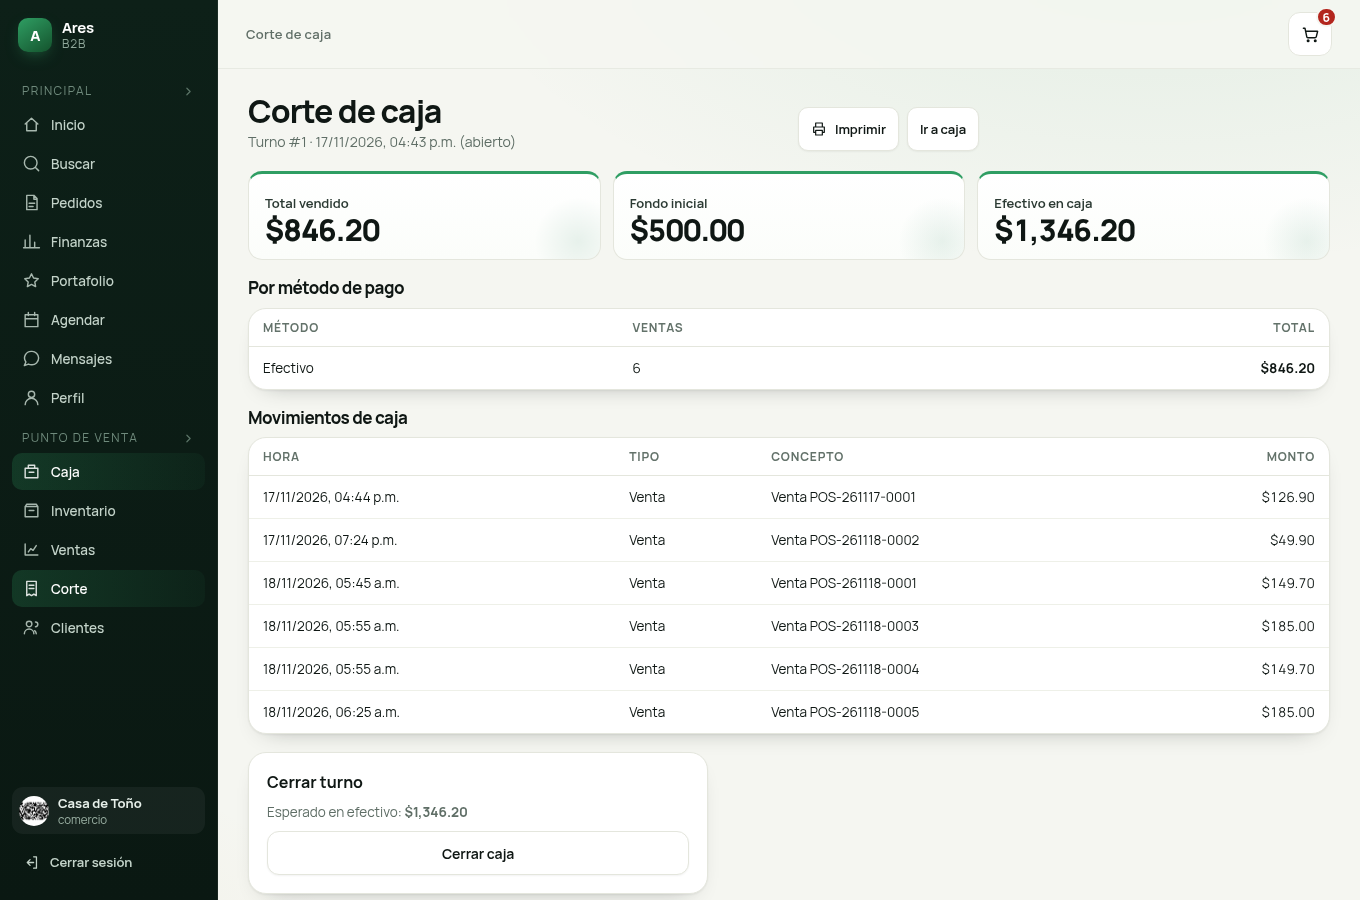 A
Ares
B2B
PRINCIPAL
Inicio
Buscar
Pedidos
Finanzas
Portafolio
Agendar
Mensajes
Perfil
PUNTO DE VENTA
Caja
Inventario
Ventas
Corte
Clientes
Casa de Toño
comercio
Cerrar sesión
Corte de caja
6
Corte de caja
Turno #1 · 17/11/2026, 04:43 p.m. (abierto)
Imprimir
Ir a caja
Total vendido
$846.20
Fondo inicial
$500.00
Efectivo en caja
$1,346.20
Por método de pago
MÉTODO VENTAS TOTAL
Efectivo 6 $846.20
Movimientos de caja
HORA TIPO CONCEPTO MONTO
17/11/2026, 04:44 p.m. Venta Venta POS-261117-0001 $126.90
17/11/2026, 07:24 p.m. Venta Venta POS-261118-0002 $49.90
18/11/2026, 05:45 a.m. Venta Venta POS-261118-0001 $149.70
18/11/2026, 05:55 a.m. Venta Venta POS-261118-0003 $185.00
18/11/2026, 05:55 a.m. Venta Venta POS-261118-0004 $149.70
18/11/2026, 06:25 a.m. Venta Venta POS-261118-0005 $185.00
Cerrar turno
Esperado en efectivo: $1,346.20
Cerrar caja